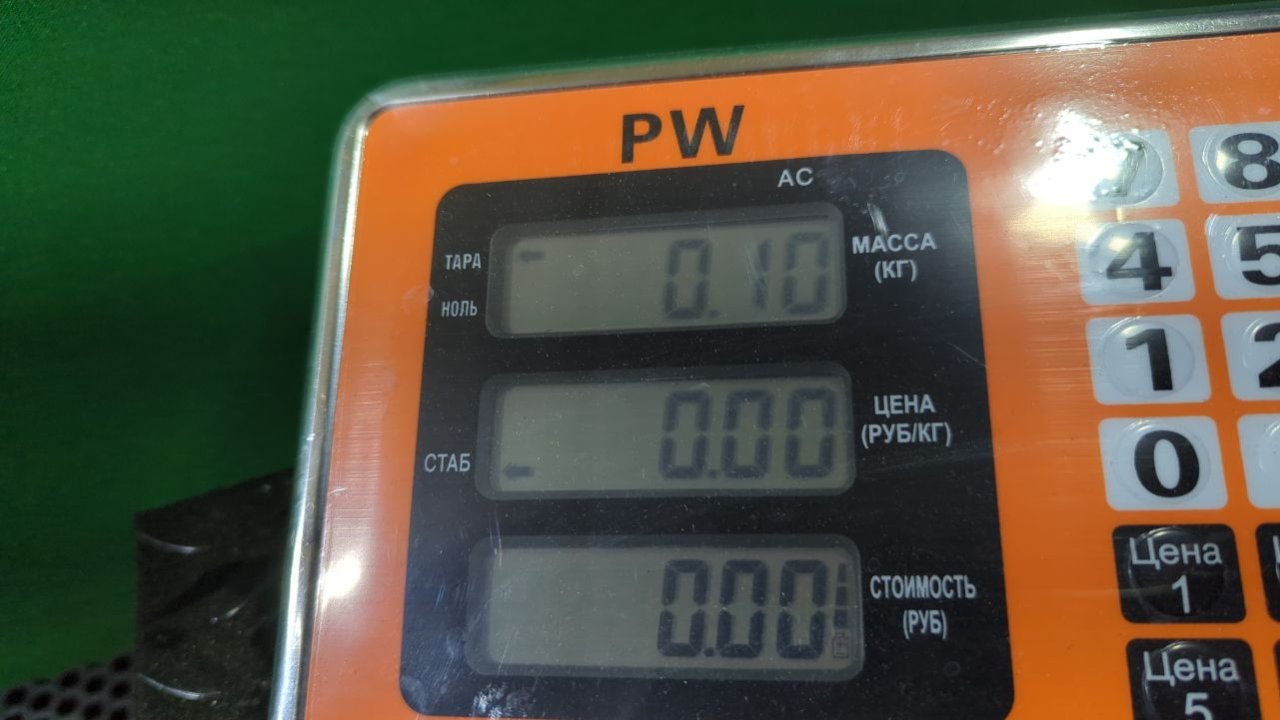 PW
AC
ТАРА
НОЛЬ
0.10
МАССА
(КГ)
СТАБ
0.00
ЦЕНА
(РУБ/КГ)
0.00
СТОИМОСТЬ
(РУБ)
7 8
4 5
1 2
0
Цена
1
Цена
5